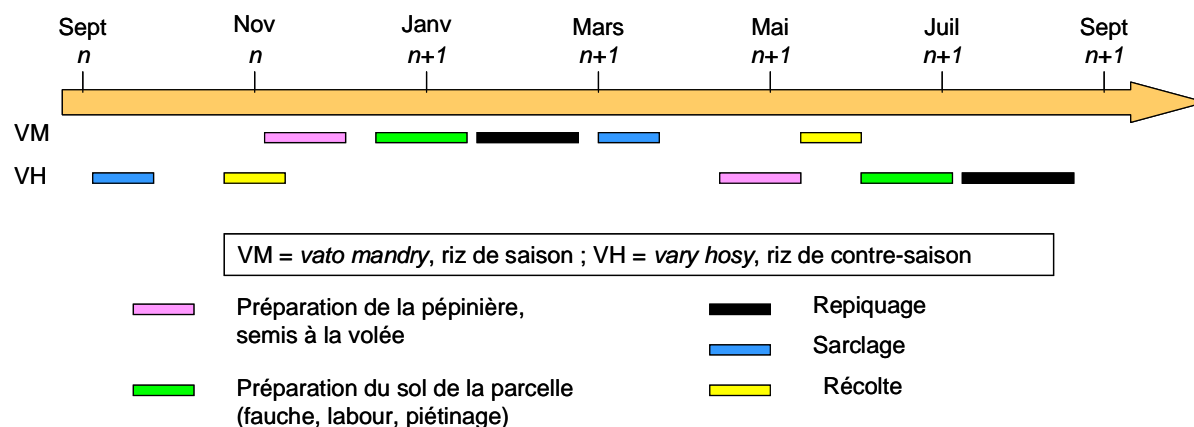 Sept Nov Janv Mars Mai Juil Sept
n n n+1 n+1 n+1 n+1 n+1
VM
VH
VM = vato mandry, riz de saison ; VH = vary hosy, riz de contre-saison
Préparation de la pépinière,
semis à la volée
Préparation du sol de la parcelle
(fauche, labour, piétinage)
Repiquage
Sarclage
Récolte